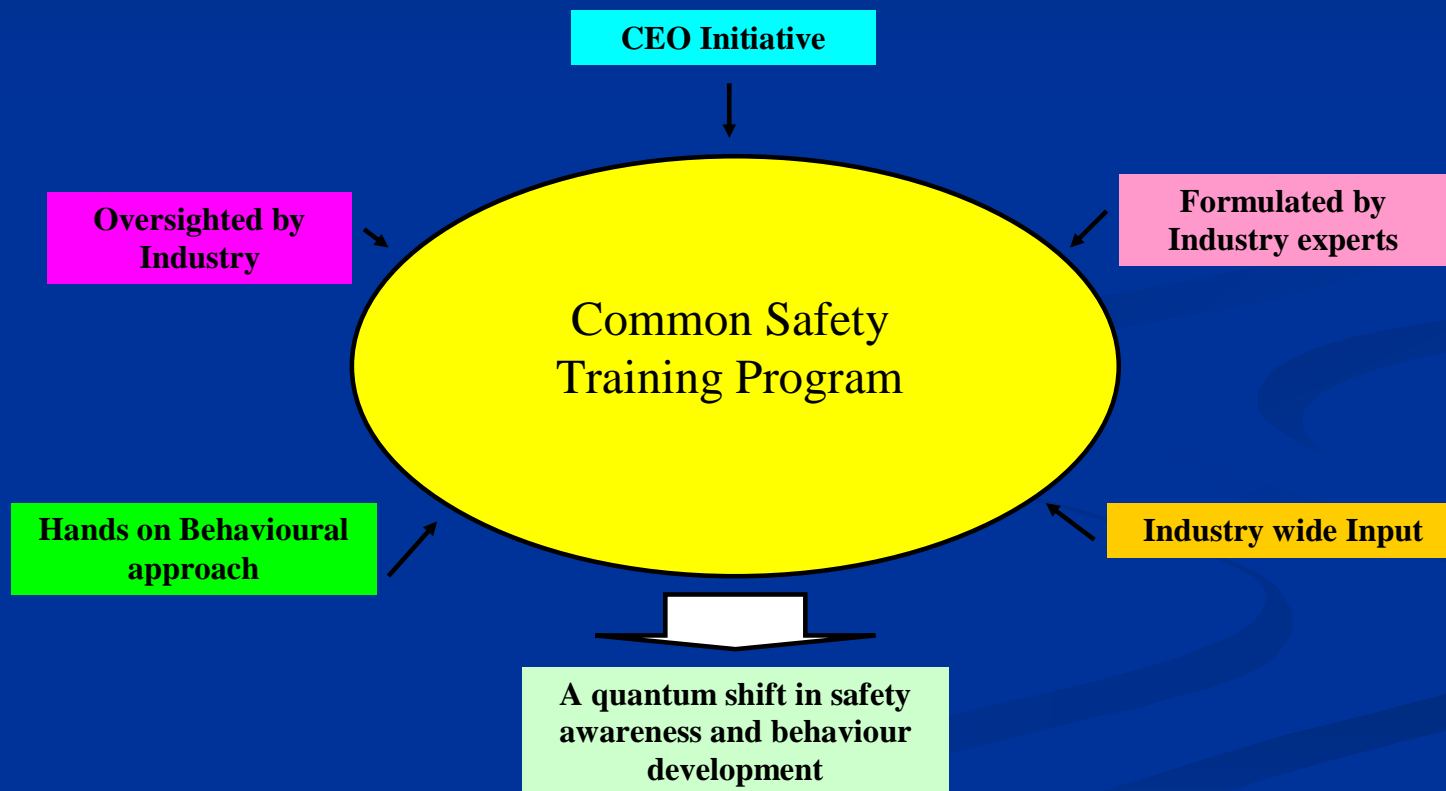 CEO Initiative
Oversighted by
Industry
Formulated by
Industry experts
Common Safety
Training Program
Hands on Behavioural
approach
Industry wide Input
A quantum shift in safety
awareness and behaviour
development